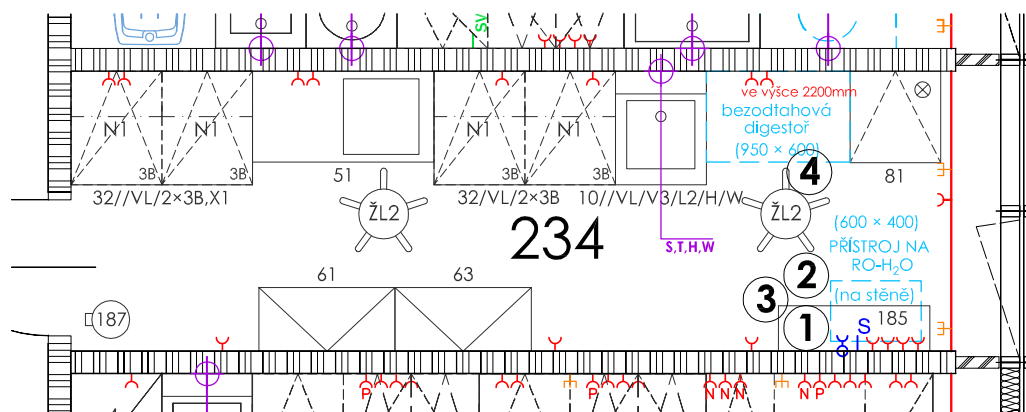 SV
ve výšce 2200mm
bezodtahová
digestoř
(950 × 600)
N1
N1
N1
N1
3B
3B
3B
3B
51
81
32//VL/2×3B,X1
32/VL/2×3B
10//VL/V3/L2/H/W
4
ŽL2
ŽL2
234
S,T,H,W
(600 × 400)
PŘÍSTROJ NA
RO-H₂O
(na stěně)
61
63
2
3
1
187
185
S
P
P
N N N
N P